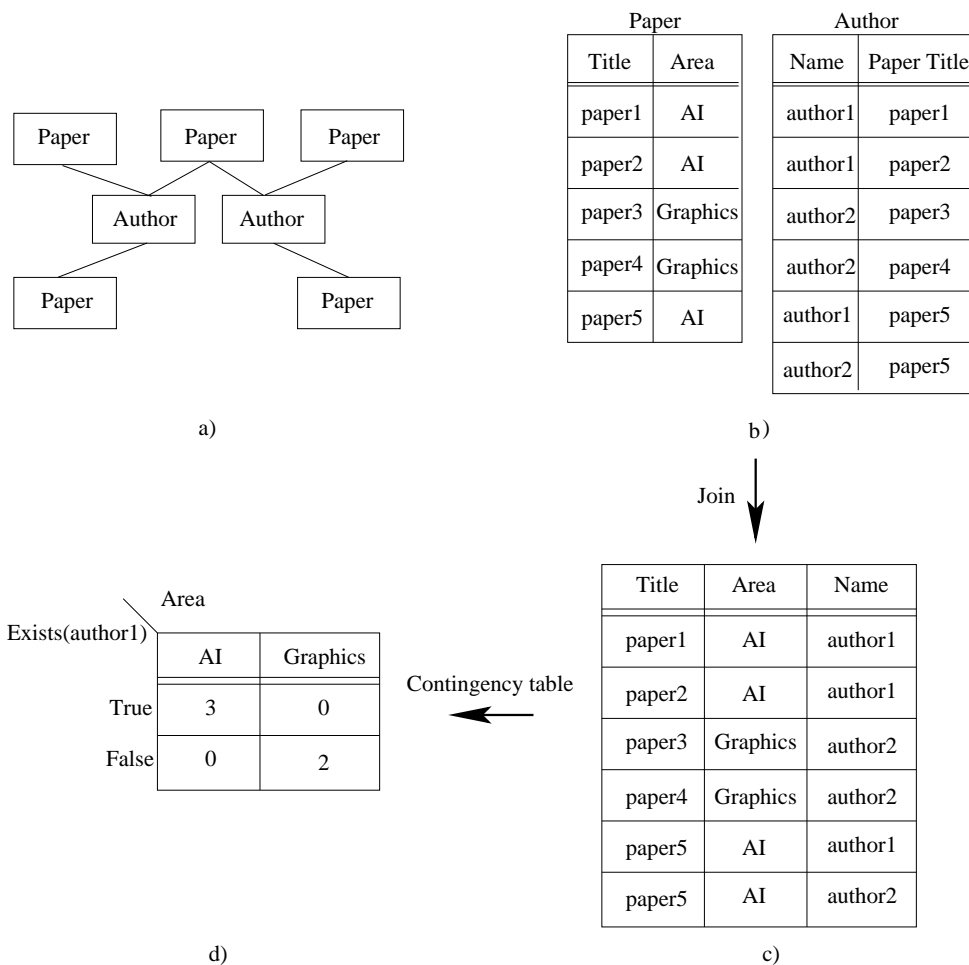 Paper Author
Title Area Name Paper Title
paper1 AI author1 paper1
paper2 AI author1 paper2
paper3 Graphics author2 paper3
paper4 Graphics author2 paper4
paper5 AI author1 paper5
author2 paper5
Paper Paper Paper
Author Author
Paper Paper
a)
b)
Join
Title Area Name
paper1 AI author1
paper2 AI author1
paper3 Graphics author2
paper4 Graphics author2
paper5 AI author1
paper5 AI author2
c)
Contingency table
Area
Exists(author1)
AI Graphics
True 3 0
False 0 2
d)